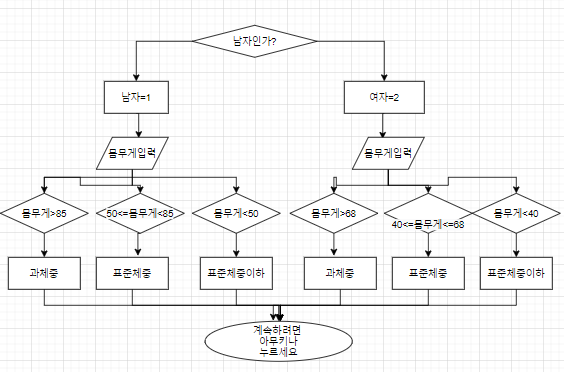 남자인가?
남자=1
여자=2
몸무게입력
몸무게입력
몸무게>85
50<=몸무게<85
몸무게<50
몸무게>68
40<=몸무게<=68
몸무게<40
과체중
표준체중
표준체중이하
과체중
표준체중
표준체중이하
계속하려면
아무키나
누르세요